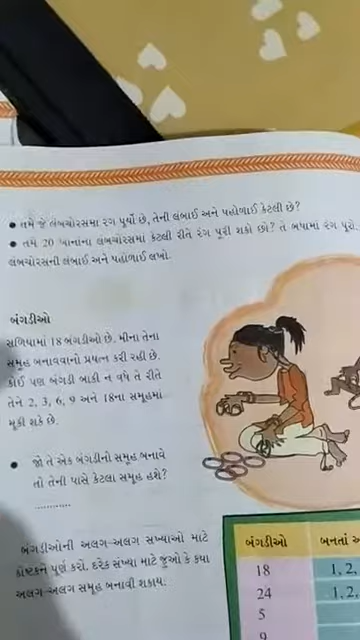 ● તમે જે લંબચોરસમાં રંગ પૂર્યો છે, તેની લંબાઈ અને પહોળાઈ કેટલી છે?
● તમે 20 ખાનાંના લંબચોરસમાં કેટલી રીતે રંગ પૂરી શકો છો? તે બધામાં રંગ પૂરો.
લંબચોરસની લંબાઈ અને પહોળાઈ લખો.
બંગડીઓ
સળિયામાં 18 બંગડીઓ છે. મીના તેના
સમૂહ બનાવવાનો પ્રયત્ન કરી રહી છે.
કોઈ પણ બંગડી બાકી ન વધે તે રીતે
તેને 2, 3, 6, 9 અને 18ના સમૂહમાં
મૂકી શકે છે.
● જો તે એક બંગડીનો સમૂહ બનાવે
તો તેની પાસે કેટલા સમૂહ હશે?
............
બંગડીઓની અલગ-અલગ સંખ્યાઓ માટે
કોષ્ટકને પૂર્ણ કરો. દરેક સંખ્યા માટે જુઓ કે કયા
અલગ-અલગ સમૂહ બનાવી શકાય.
બંગડીઓ બનતાં
18 1, 2,
24 1, 2,
5
9